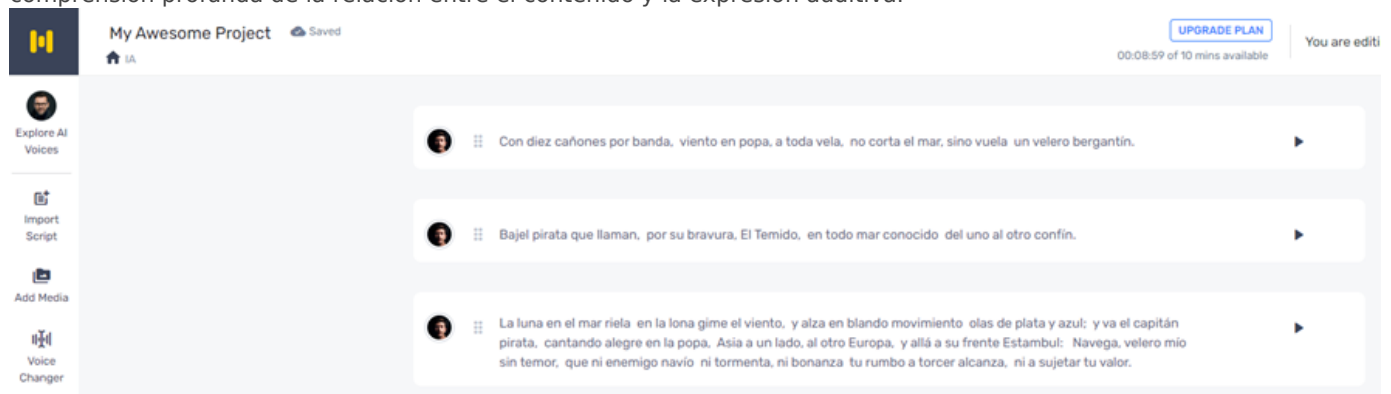 comprensión profunda de la relación entre el contenido y la expresión auditiva.
My Awesome Project Saved
IA
UPGRADE PLAN
00:08:59 of 10 mins available
You are editi
Explore AI
Voices
Import
Script
Add Media
Voice
Changer
Con diez cañones por banda, viento en popa, a toda vela, no corta el mar, sino vuela un velero bergantín.
Bajel pirata que llaman, por su bravura, El Temido, en todo mar conocido del uno al otro confín.
La luna en el mar riela en la lona gime el viento, y alza en blando movimiento olas de plata y azul; y va el capitán
pirata, cantando alegre en la popa, Asia a un lado, al otro Europa, y allá a su frente Estambul: Navega, velero mío
sin temor, que ni enemigo navío ni tormenta, ni bonanza tu rumbo a torcer alcanza, ni a sujetar tu valor.